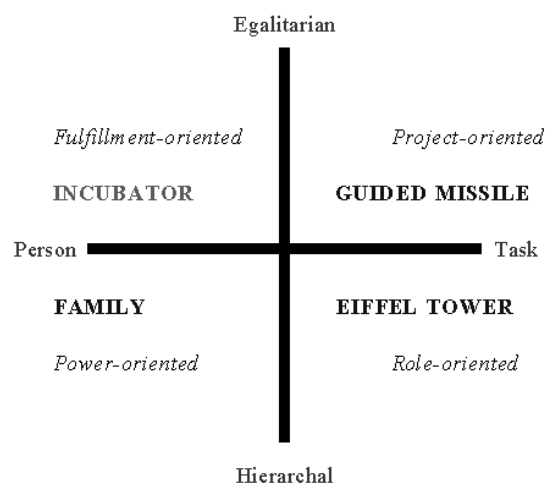 Egalitarian
Fulfillment-oriented
Project-oriented
INCUBATOR
GUIDED MISSILE
Person
Task
FAMILY
EIFFEL TOWER
Power-oriented
Role-oriented
Hierarchal